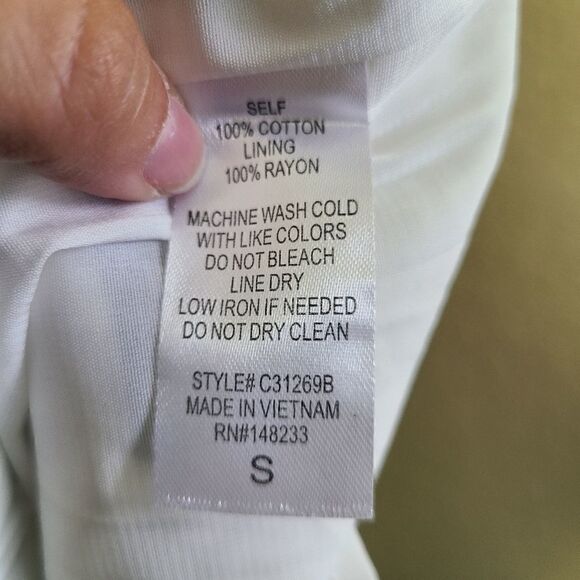 SELF
100% COTTON
LINING
100% RAYON
MACHINE WASH COLD
WITH LIKE COLORS
DO NOT BLEACH
LINE DRY
LOW IRON IF NEEDED
DO NOT DRY CLEAN
STYLE# C31269B
MADE IN VIETNAM
RN#148233
S